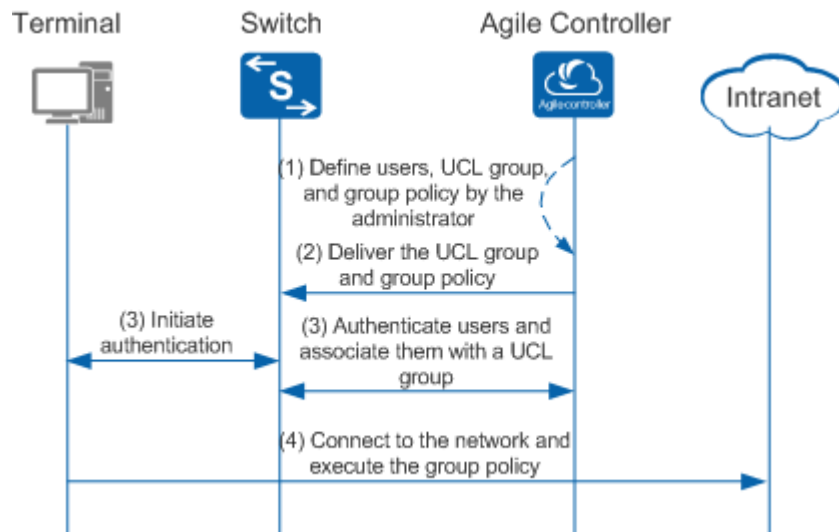 Terminal
Switch
Agile Controller
S
Agile controller
Intranet
(1) Define users, UCL group,
and group policy by the
administrator
(2) Deliver the UCL group
and group policy
(3) Initiate
authentication
(3) Authenticate users and
associate them with a UCL
group
(4) Connect to the network and
execute the group policy